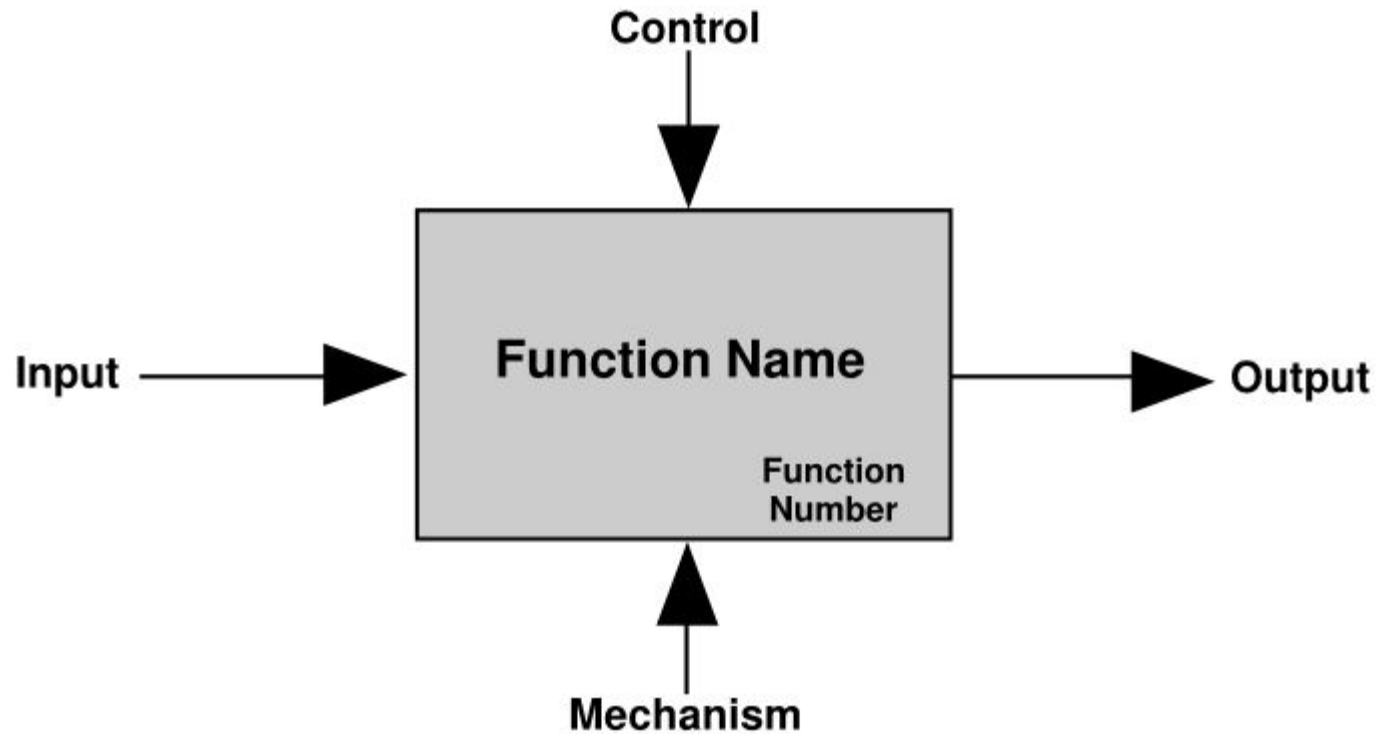 Control
Function Name
Input
Output
Function
Number
Mechanism